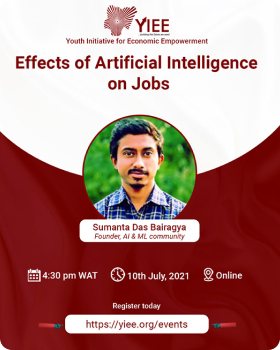 YIEE
Youth Initiative for Economic Empowerment
Effects of Artificial Intelligence
on Jobs
Sumanta Das Bairagya
Founder, AI & ML community
4:30 pm WAT
10th July, 2021
Online
Register today
https://yiee.org/events